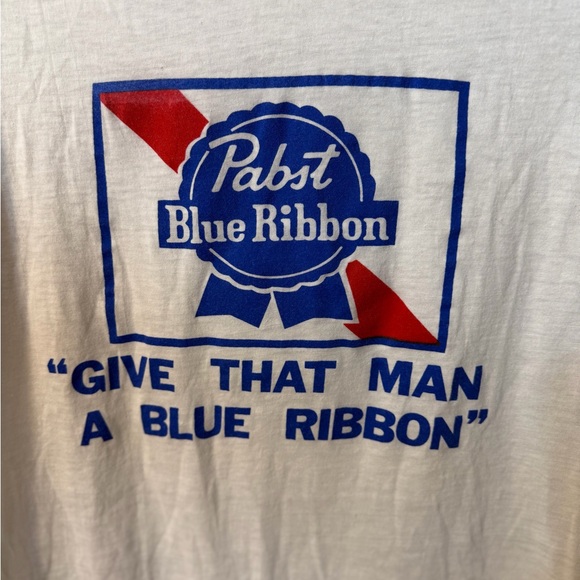 Pabst
Blue Ribbon
"GIVE THAT MAN
A BLUE RIBBON"